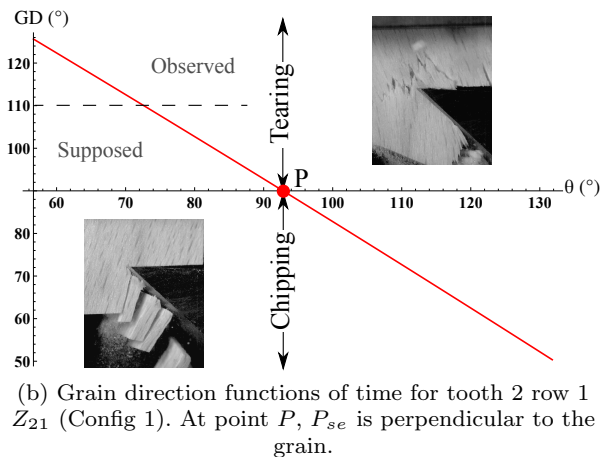 GD (°)
120
Observed
110
Tearing
100
Supposed
P
θ (°)
60
70
80
90
100
110
120
130
80
70
Chipping
60
50
(b) Grain direction functions of time for tooth 2 row 1
Z21 (Config 1). At point P, Pse is perpendicular to the
grain.